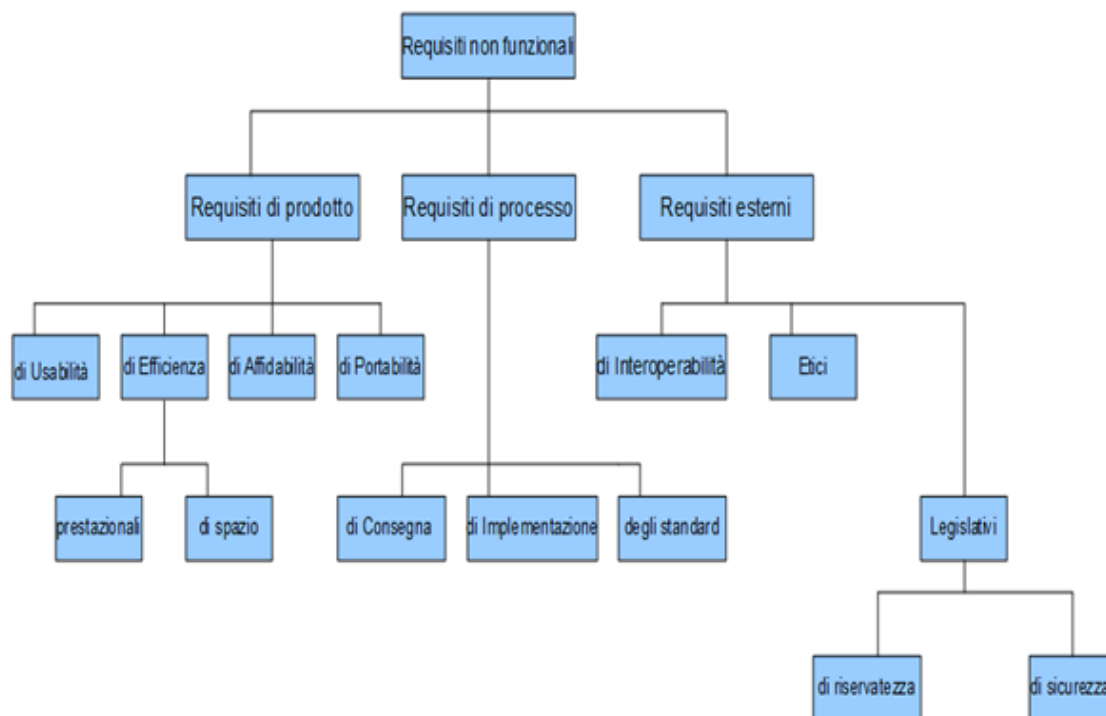 Requisiti non funzionali
Requisiti di prodotto
Requisiti di processo
Requisiti esterni
di Usabilità
di Efficienza
di Affidabilità
di Portabilità
di Interoperabilità
Etici
prestazionali
di spazio
di Consegna
di Implementazione
degli standard
Legislativi
di riservatezza
di sicurezza